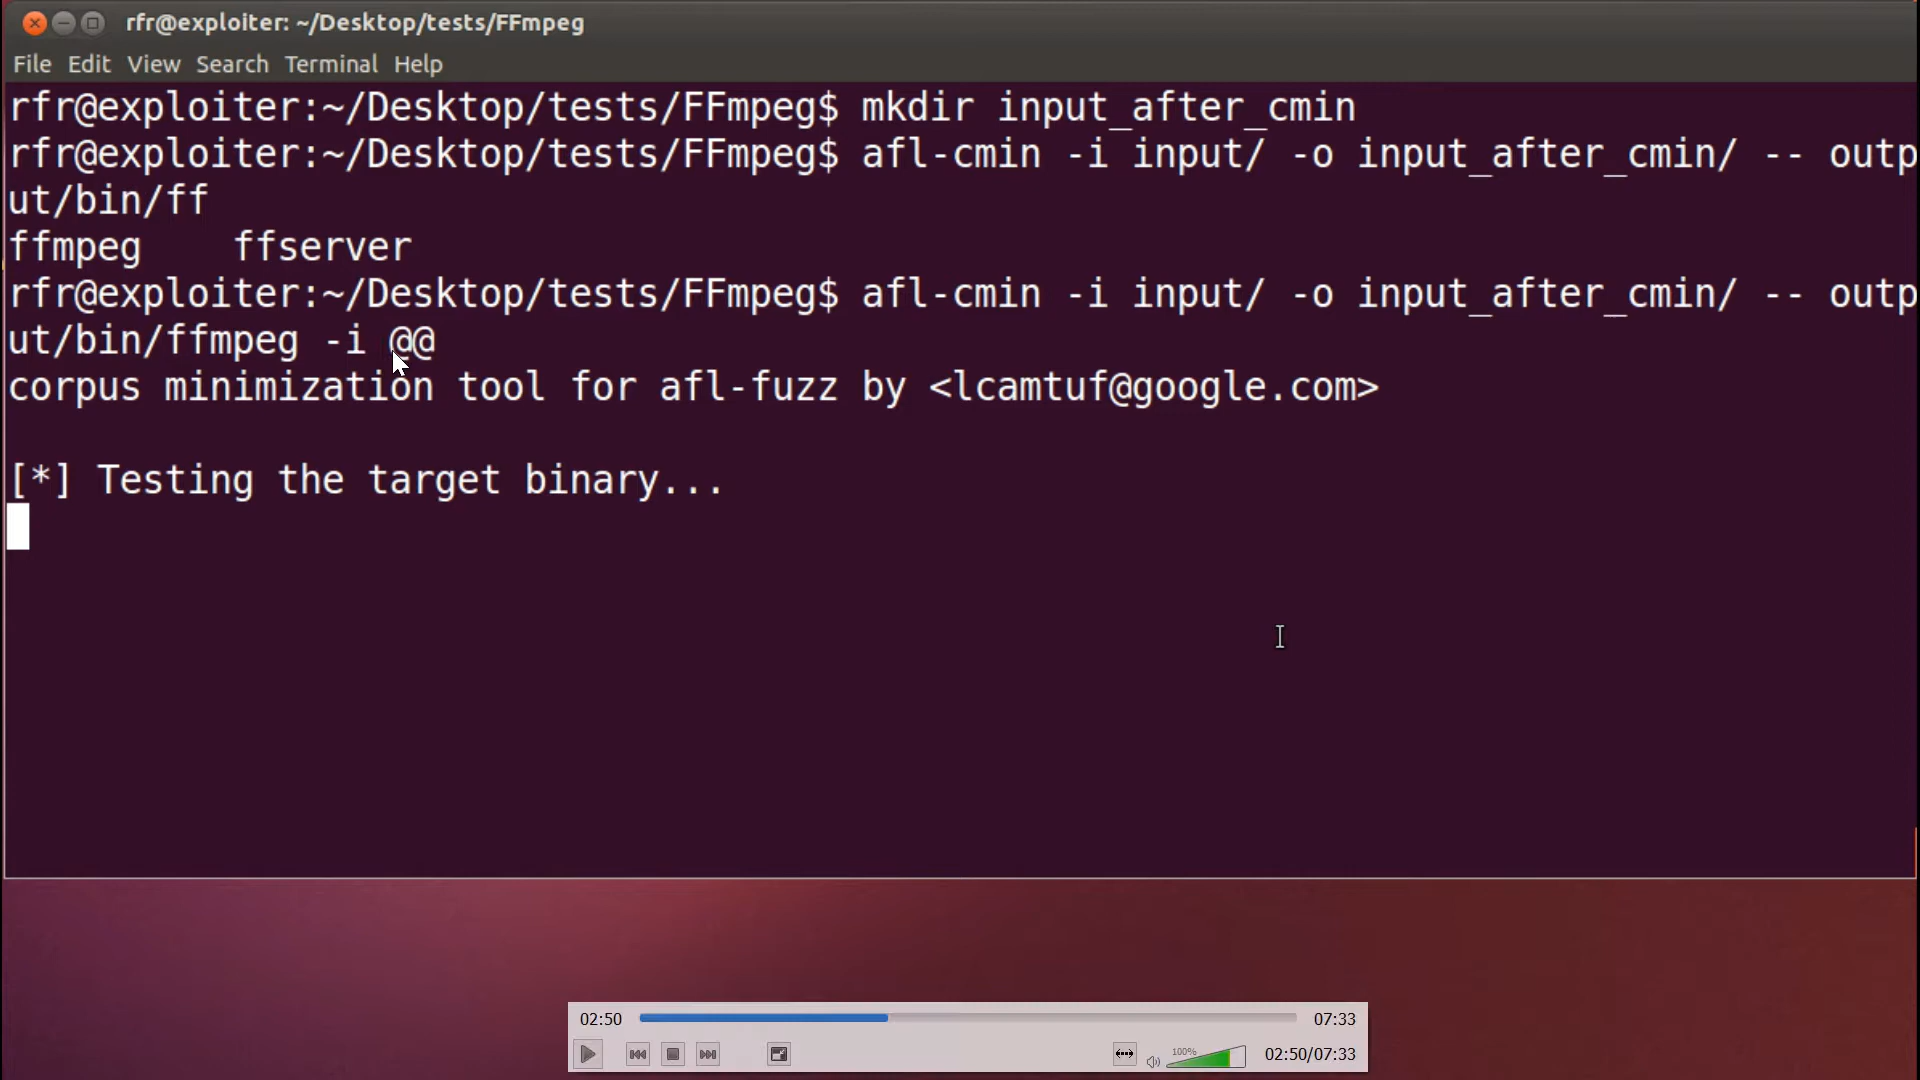 rfr@exploiter: ~/Desktop/tests/FFmpeg
File Edit View Search Terminal Help
rfr@exploiter:~/Desktop/tests/FFmpeg$ mkdir input_after_cmin
rfr@exploiter:~/Desktop/tests/FFmpeg$ afl-cmin -i input/ -o input_after_cmin/ -- outp
ut/bin/ff
ffmpeg    ffserver
rfr@exploiter:~/Desktop/tests/FFmpeg$ afl-cmin -i input/ -o input_after_cmin/ -- outp
ut/bin/ffmpeg -i @@
corpus minimization tool for afl-fuzz by <lcamtuf@google.com>
[*] Testing the target binary...
02:50 07:33
100% 02:50/07:33